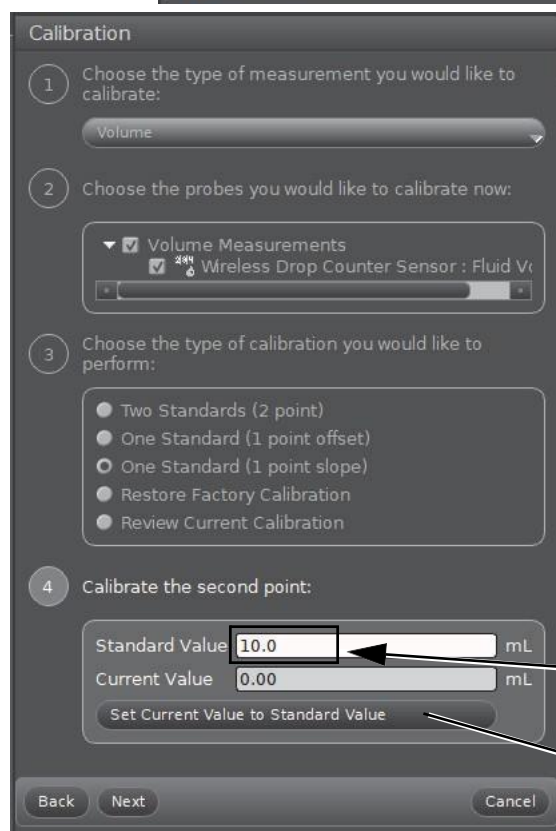 Calibration
1 Choose the type of measurement you would like to
calibrate:
Volume
2 Choose the probes you would like to calibrate now:
Volume Measurements
Wireless Drop Counter Sensor : Fluid
3 Choose the type of calibration you would like to
perform:
Two Standards (2 point)
One Standard (1 point offset)
One Standard (1 point slope)
Restore Factory Calibration
Review Current Calibration
4 Calibrate the second point:
Standard Value 10.0 mL
Current Value 0.00 mL
Set Current Value to Standard Value
Back Next Cancel